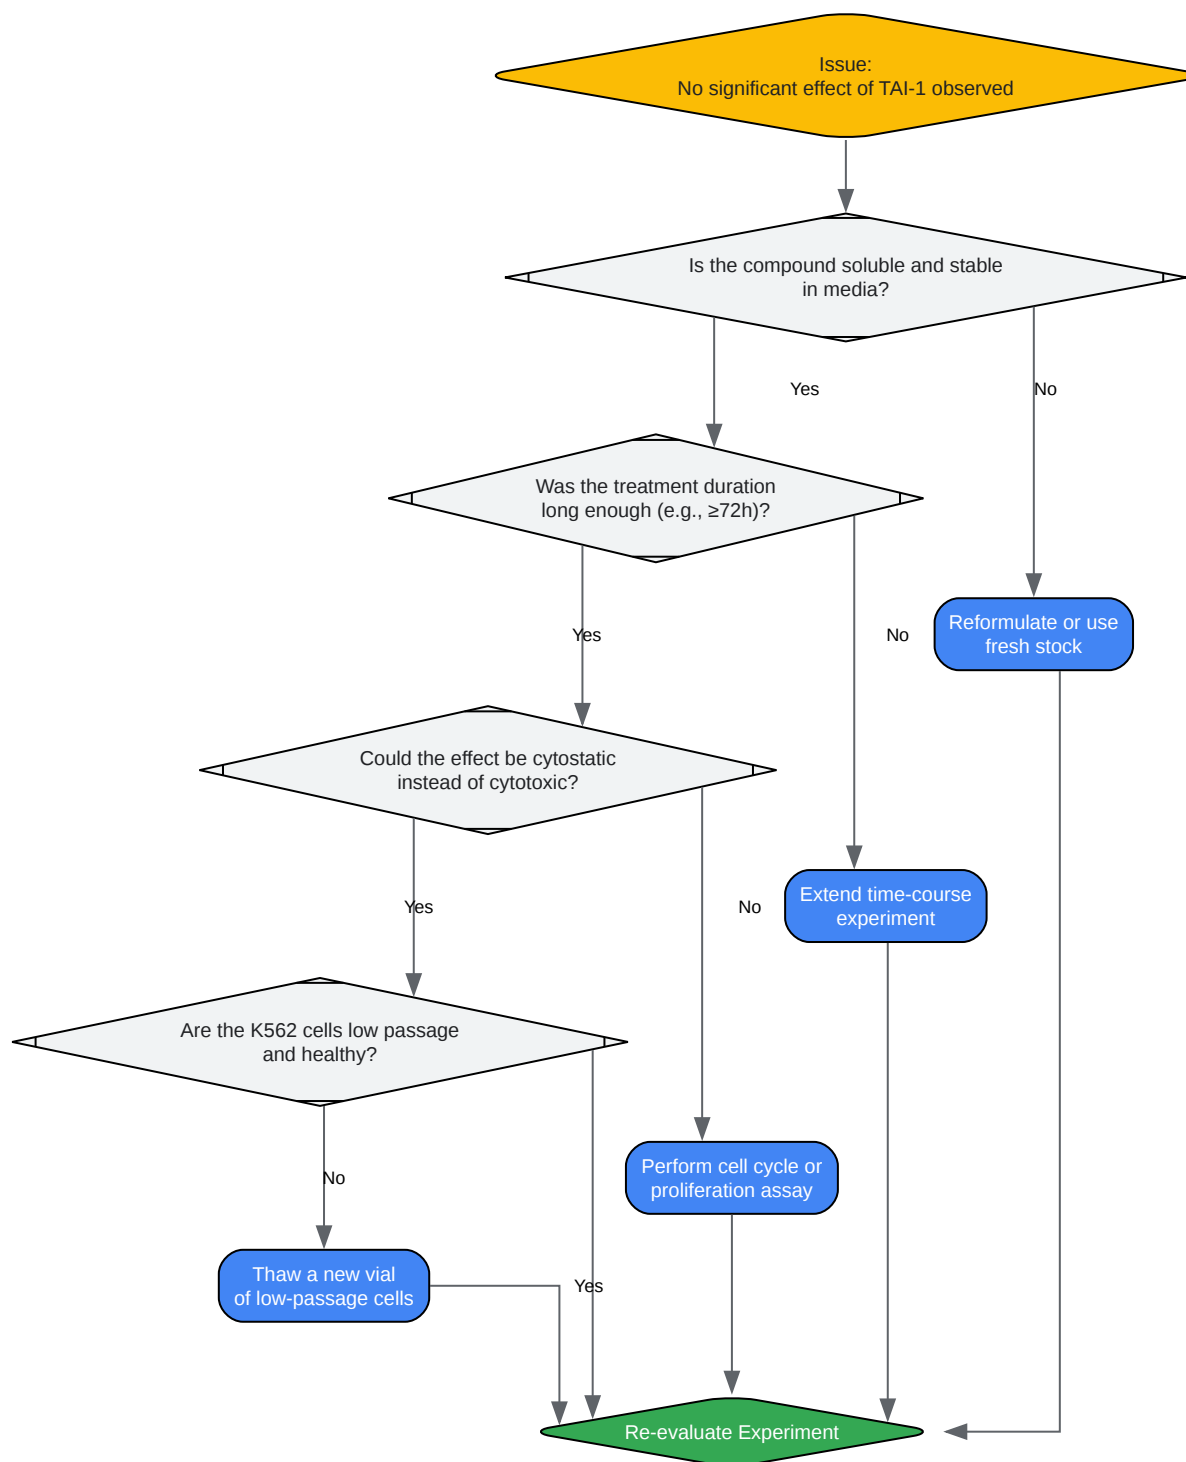 Issue:
No significant effect of TAI-1 observed
Is the compound soluble and stable
in media?
Yes
No
Was the treatment duration
long enough (e.g., ≥72h)?
Yes
No
Reformulate or use
fresh stock
Could the effect be cytostatic
instead of cytotoxic?
Yes
No
Extend time-course
experiment
Are the K562 cells low passage
and healthy?
No
Perform cell cycle or
proliferation assay
Thaw a new vial
of low-passage cells
Yes
Re-evaluate Experiment